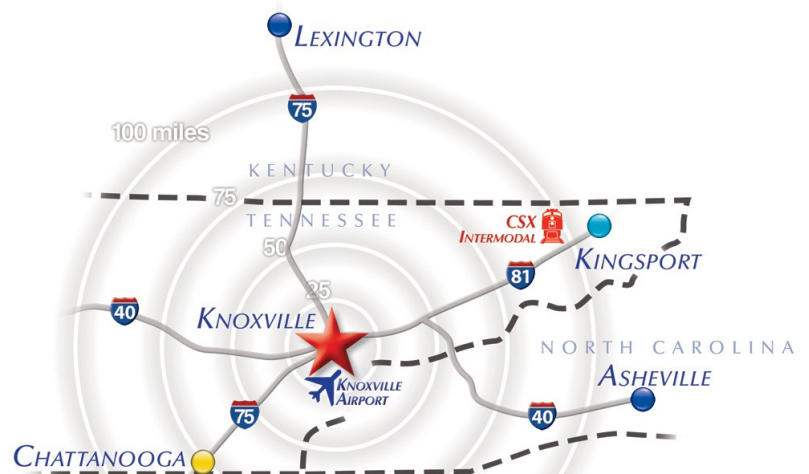 LEXINGTON
75
100 miles
KENTUCKY
75
TENNESSEE
CSX
INTERMODAL
50
KINGSPORT
81
25
40
KNOXVILLE
NORTH CAROLINA
ASHEVILLE
KNOXVILLE
AIRPORT
75
40
CHATTANOOGA